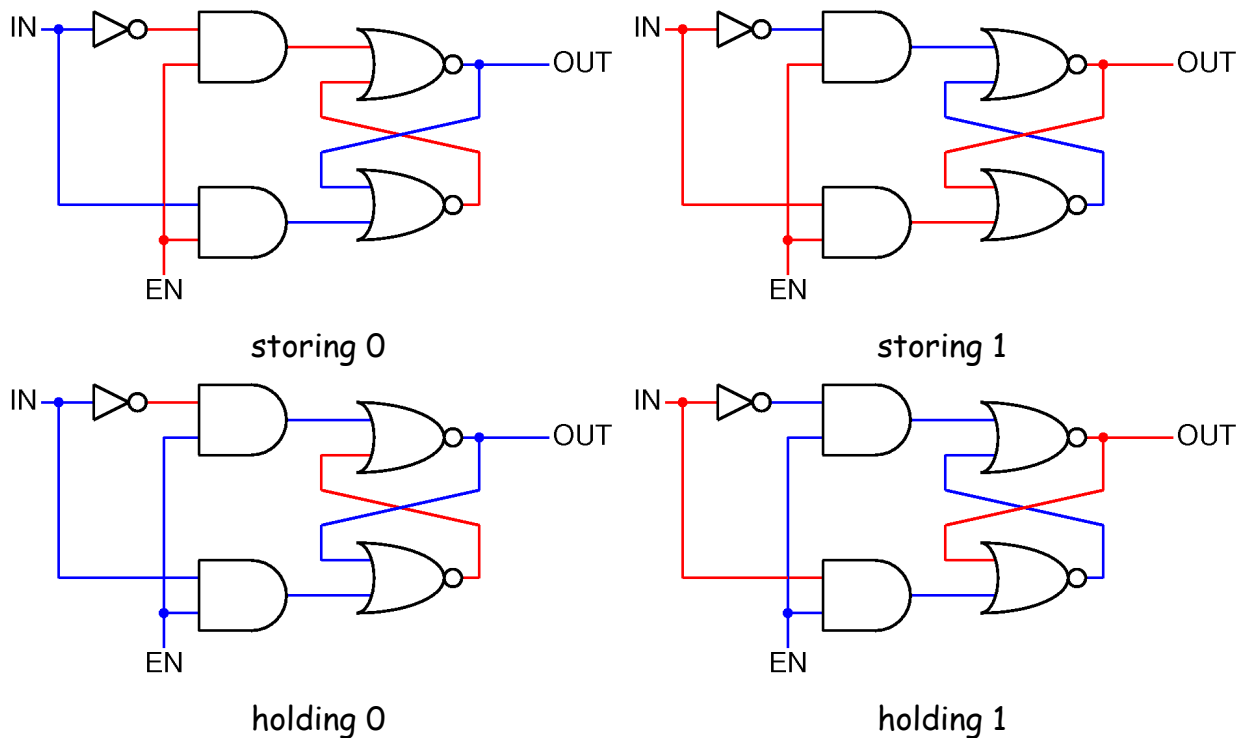 IN OUT IN OUT
EN EN
storing 0 storing 1
IN OUT IN OUT
EN EN
holding 0 holding 1